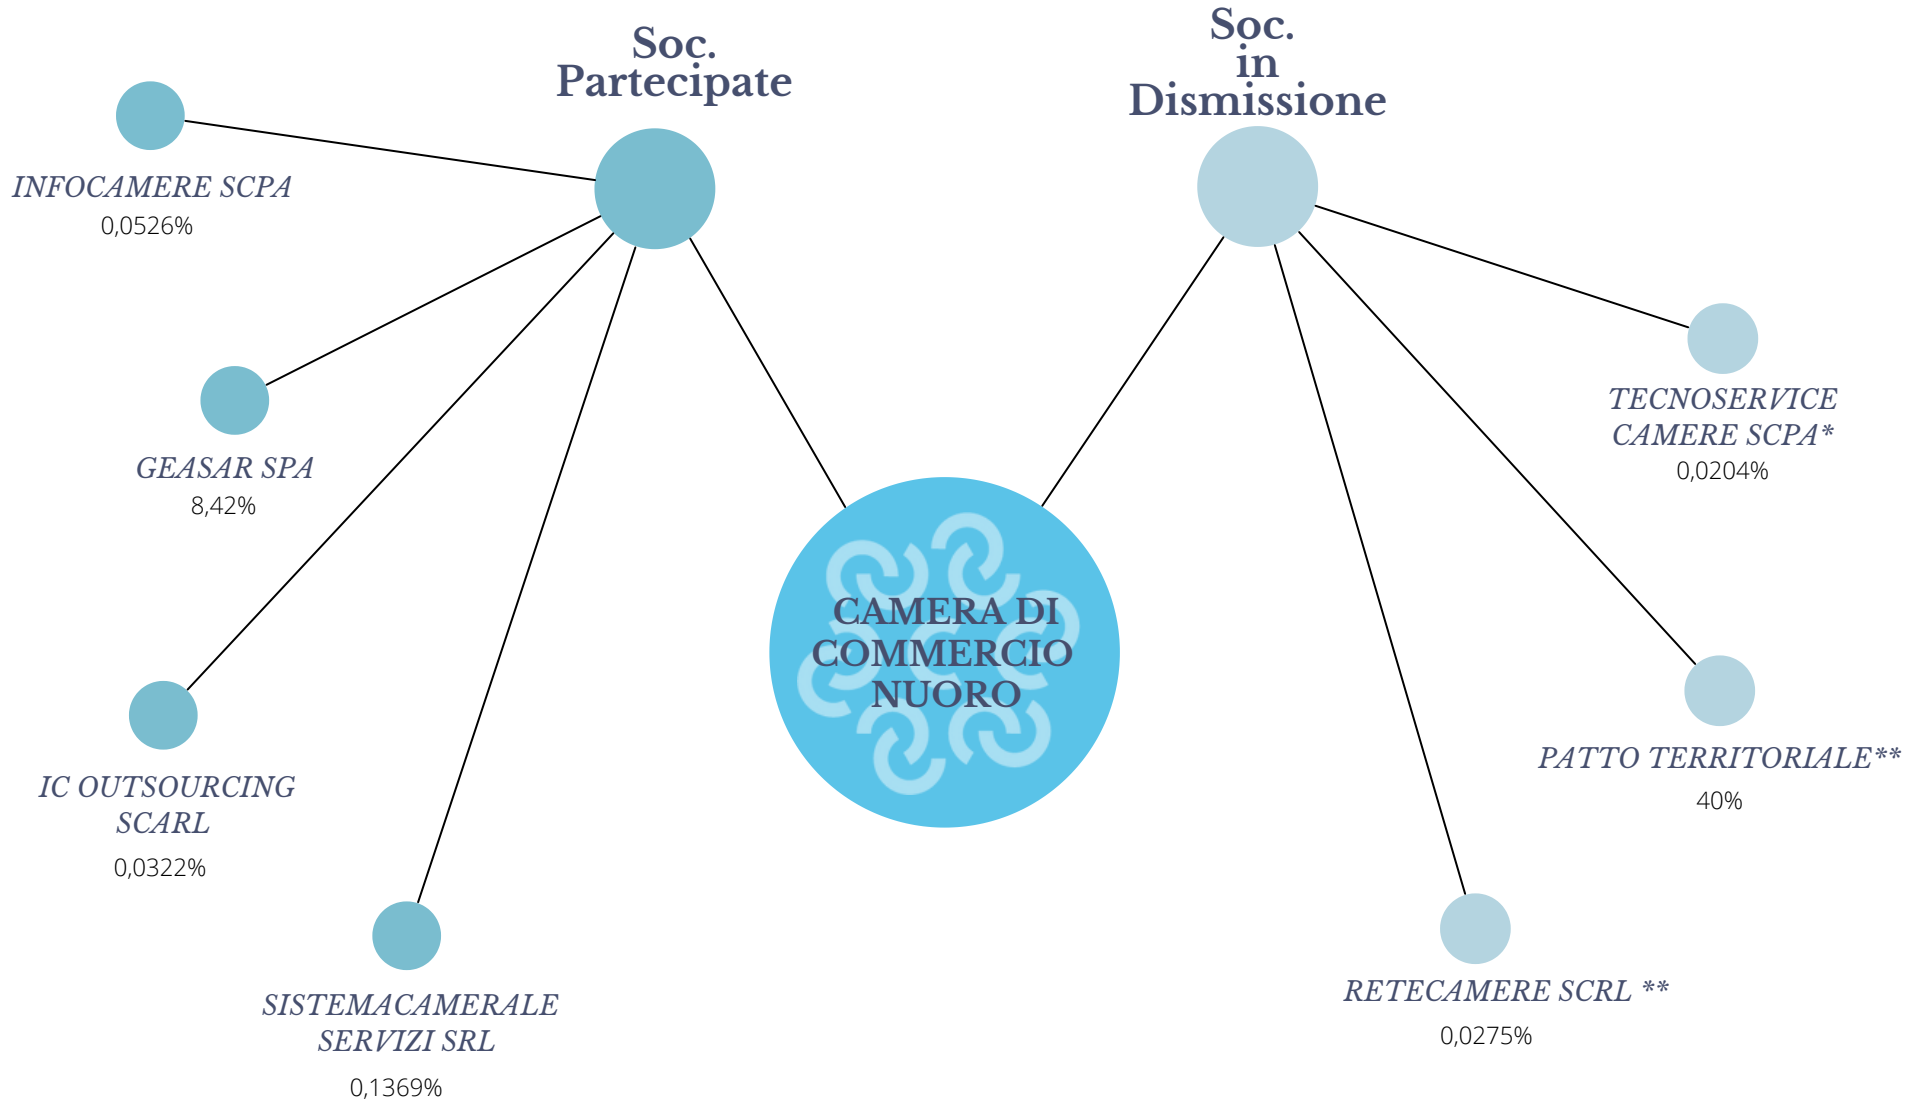 Soc.
Partecipate
INFOCAMERE SCPA
0,0526%
GEASAR SPA
8,42%
IC OUTSOURCING
SCARL
0,0322%
SISTEMACAMERALE
SERVIZI SRL
0,1369%
CAMERA DI
COMMERCIO
NUORO
Soc.
in
Dismissione
TECNOSERVICE
CAMERE SCPA*
0,0204%
PATTO TERRITORIALE**
40%
RETECAMERE SCRL **
0,0275%